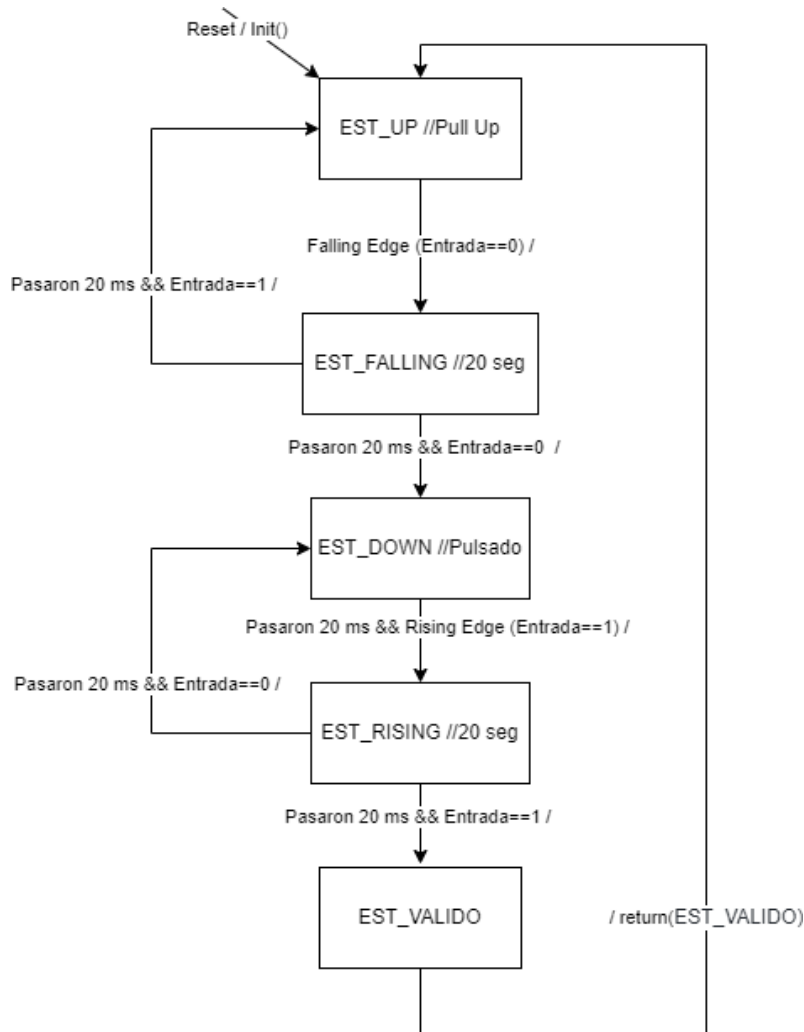 Reset / Init()
EST_UP //Pull Up
Falling Edge (Entrada==0) /
Pasaron 20 ms && Entrada==1 /
EST_FALLING //20 seg
Pasaron 20 ms && Entrada==0 /
EST_DOWN //Pulsado
Pasaron 20 ms && Rising Edge (Entrada==1) /
Pasaron 20 ms && Entrada==0 /
EST_RISING //20 seg
Pasaron 20 ms && Entrada==1 /
EST_VALIDO
/ return(EST_VALIDO)